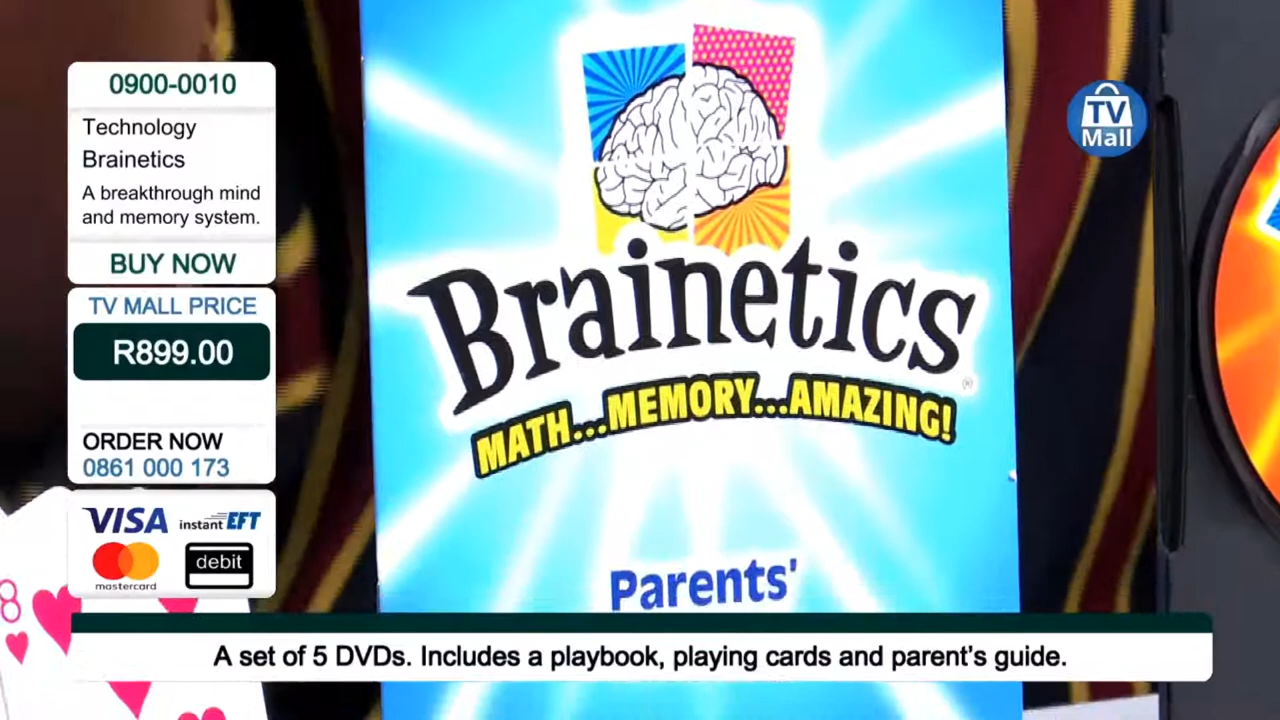 0900-0010
Technology
Brainetics
A breakthrough mind
and memory system.
BUY NOW
TV MALL PRICE
R899.00
ORDER NOW
0861 000 173
VISA
instant EFT
mastercard
debit
8
Brainetics®
MATH...MEMORY...AMAZING!
Parents'
TV
Mall
A set of 5 DVDs. Includes a playbook, playing cards and parent's guide.